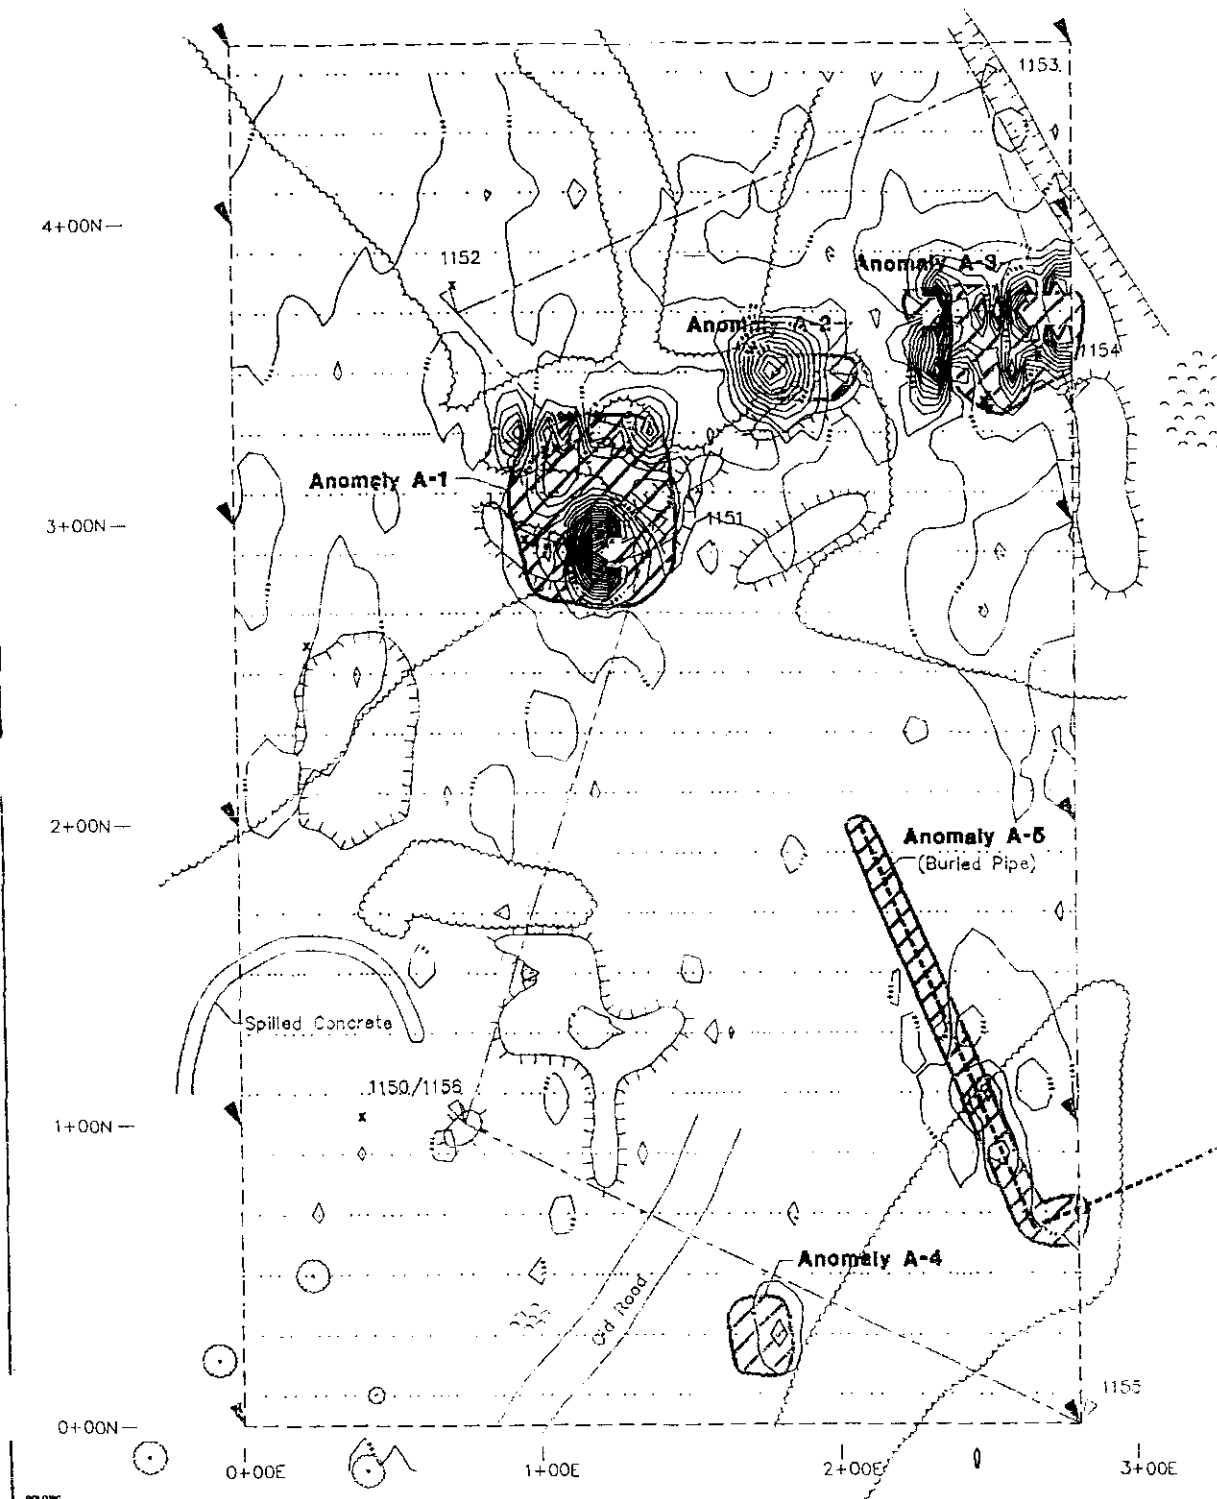 1153
4+00N
1152
Anomaly A-3
Anomaly A-2
1154
Anomaly A-1
1151
3+00N
2+00N
Anomaly A-5
(Buried Pipe)
Spilled Concrete
1150/1156
1+00N
Anomaly A-4
Old Road
1155
0+00N
0+00E
1+00E
2+00E
3+00E